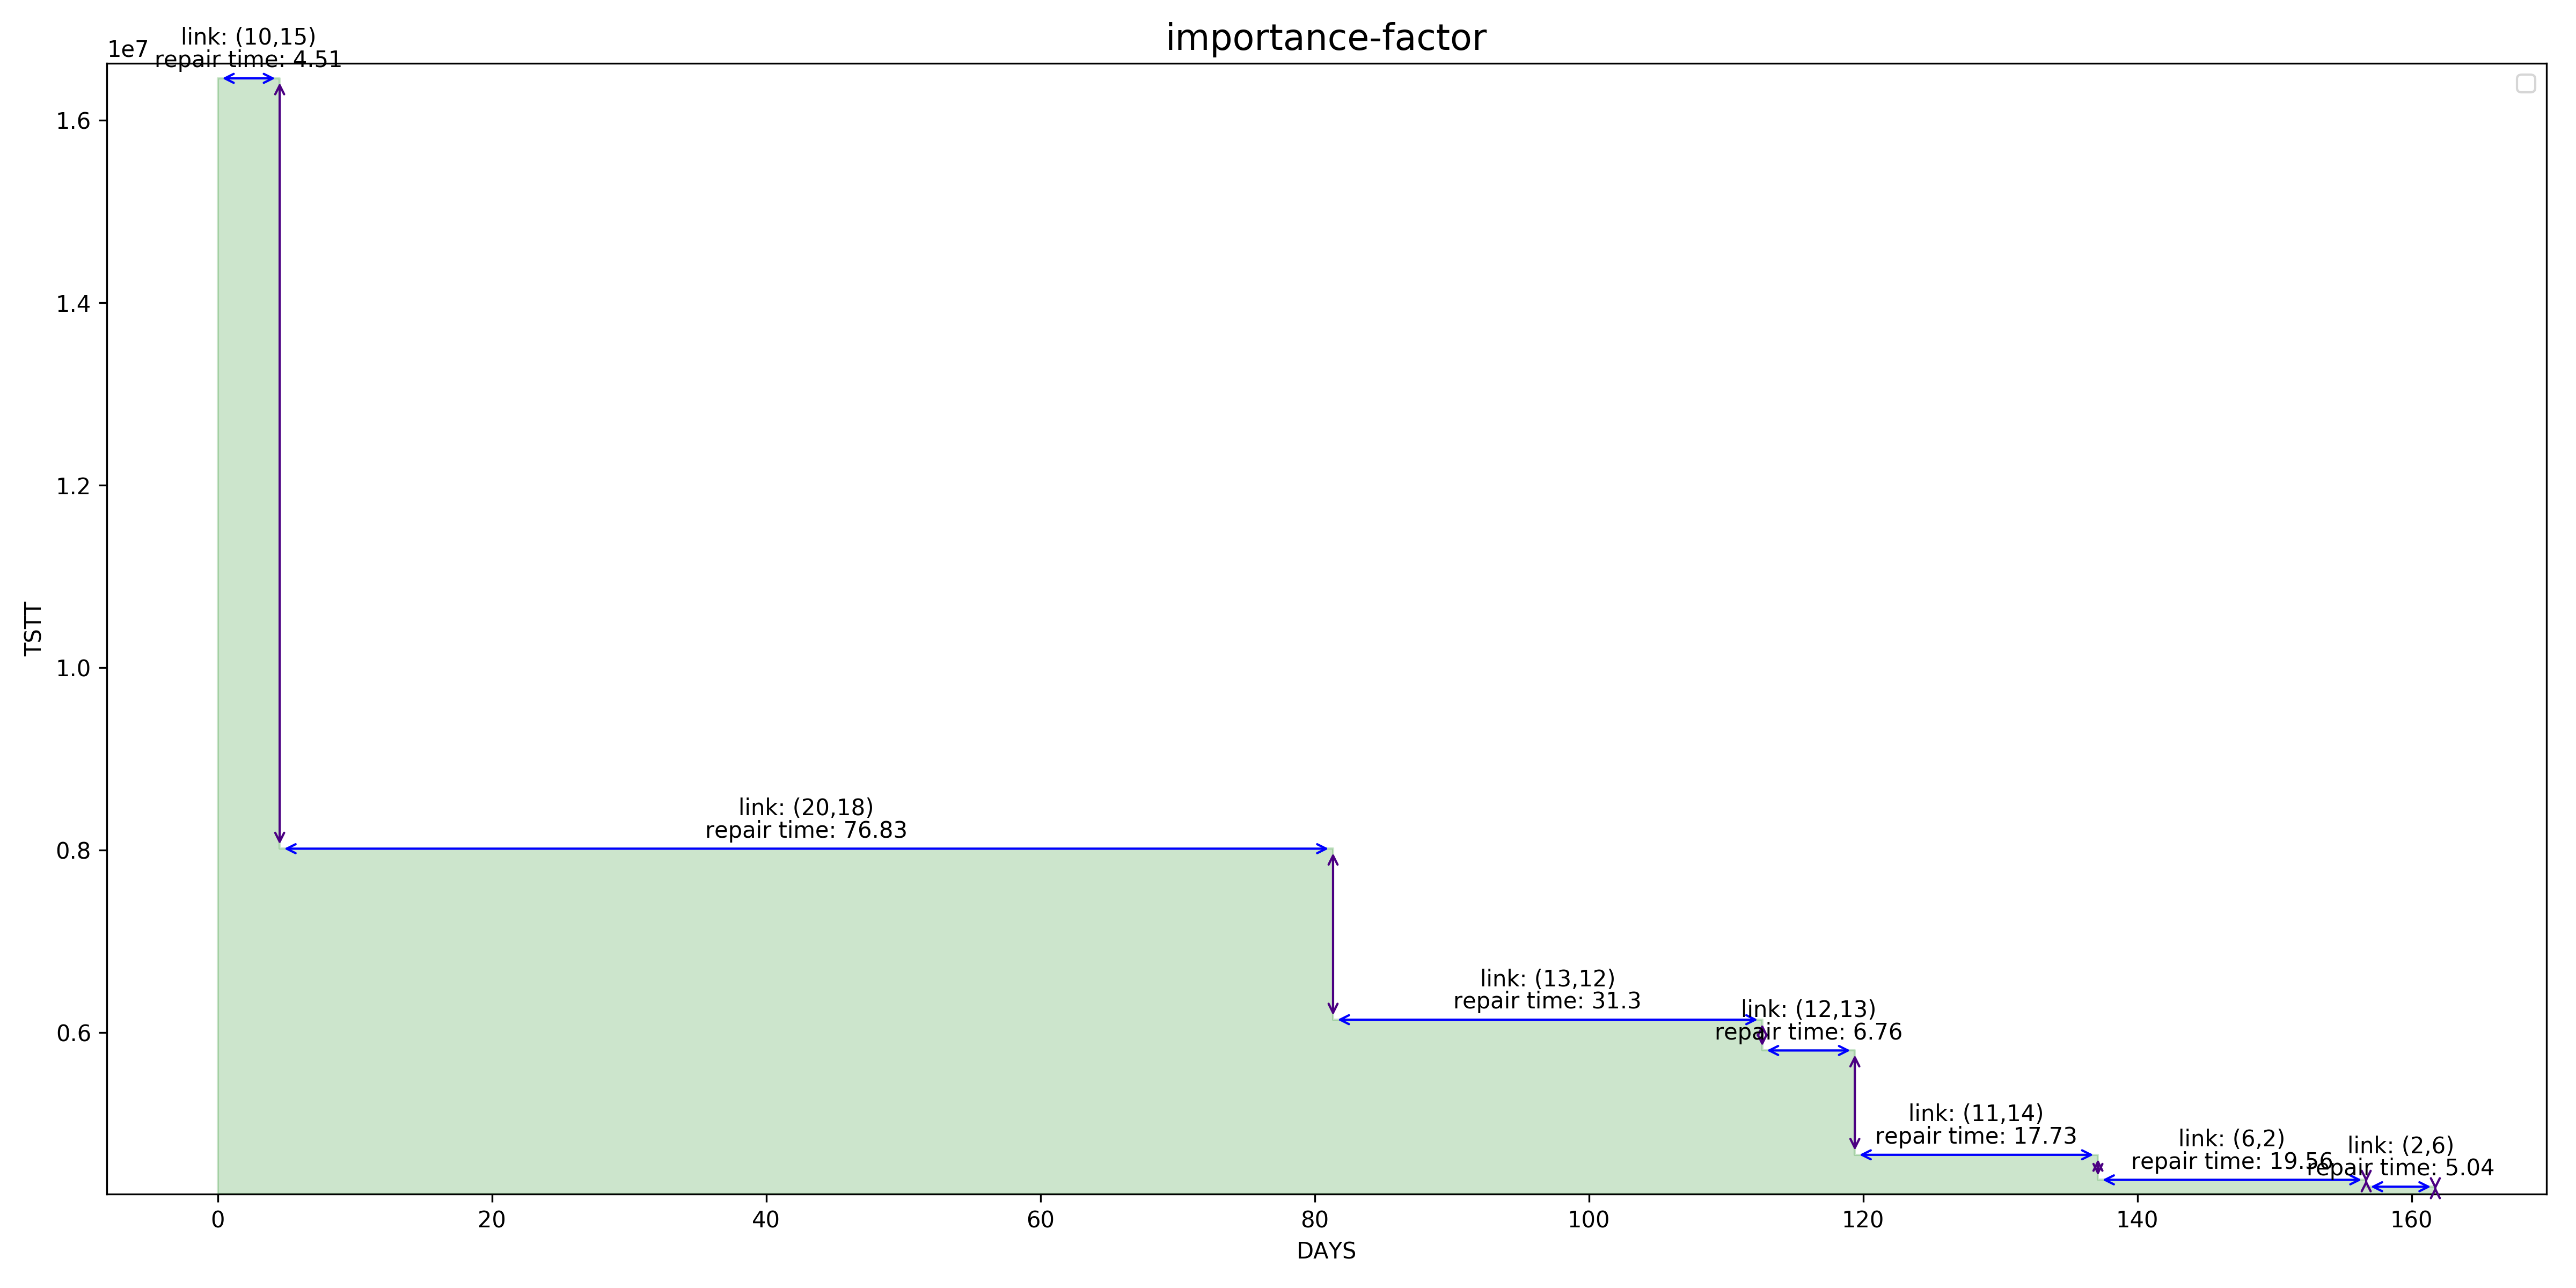 importance-factor
1e7
link: (10,15)
repair time: 4.51
1.6
1.4
1.2
1.0
0.8
0.6
TSTT
link: (20,18)
repair time: 76.83
link: (13,12)
repair time: 31.3
link: (12,13)
repair time: 6.76
link: (11,14)
repair time: 17.73
link: (6,2)
repair time: 19.56
link: (2,6)
repair time: 5.04
0 20 40 60 80 100 120 140 160
DAYS